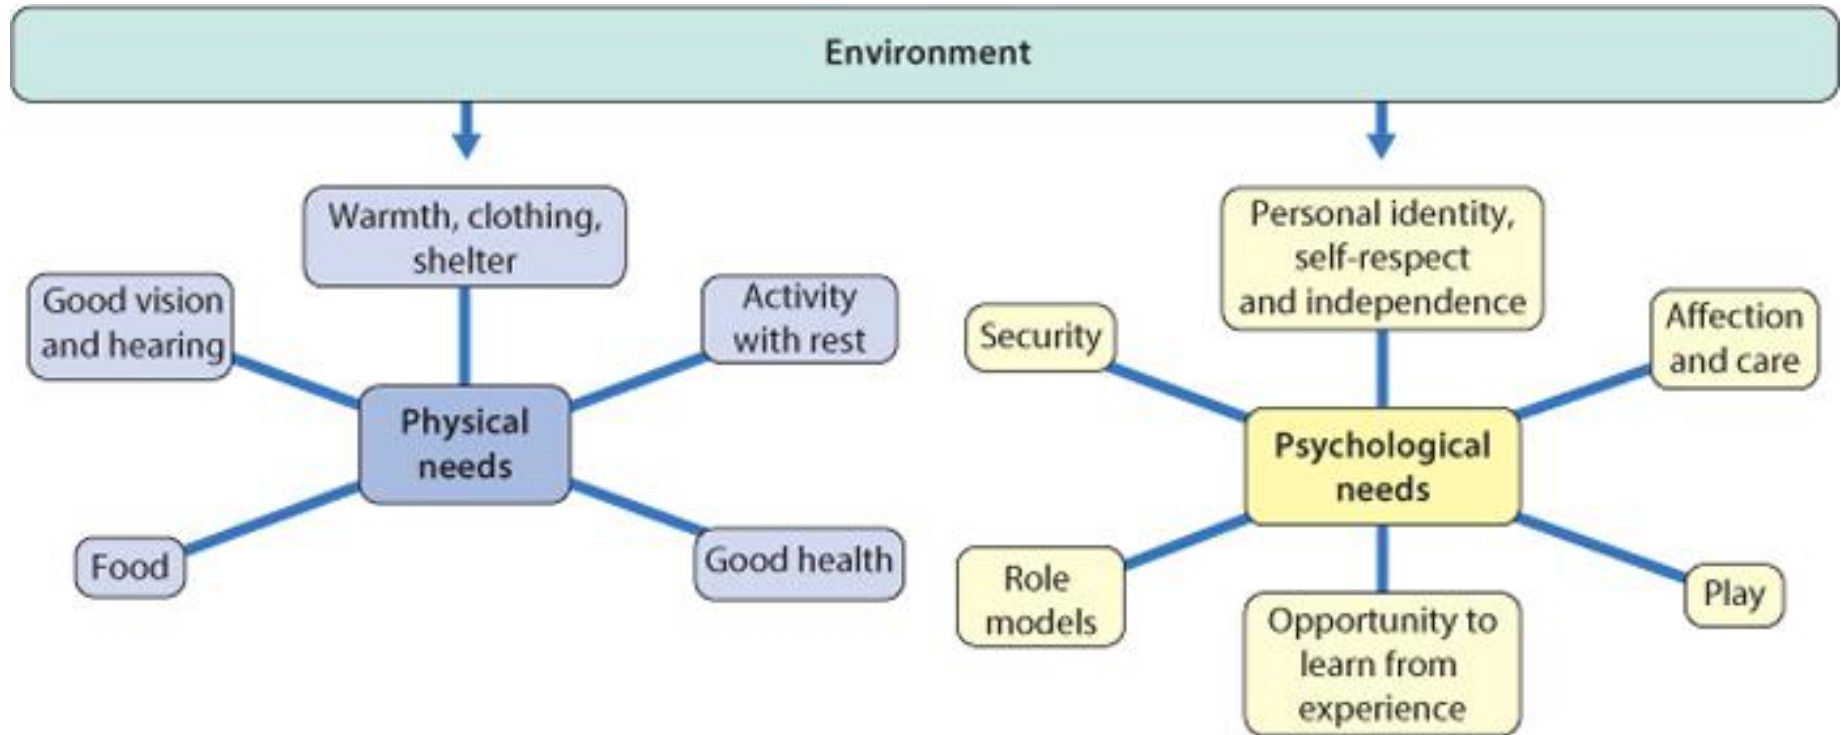 Environment
Warmth, clothing,
shelter
Good vision
and hearing
Activity
with rest
Physical
needs
Food
Good health
Personal identity,
self-respect
and independence
Security
Affection
and care
Psychological
needs
Role
models
Play
Opportunity to
learn from
experience